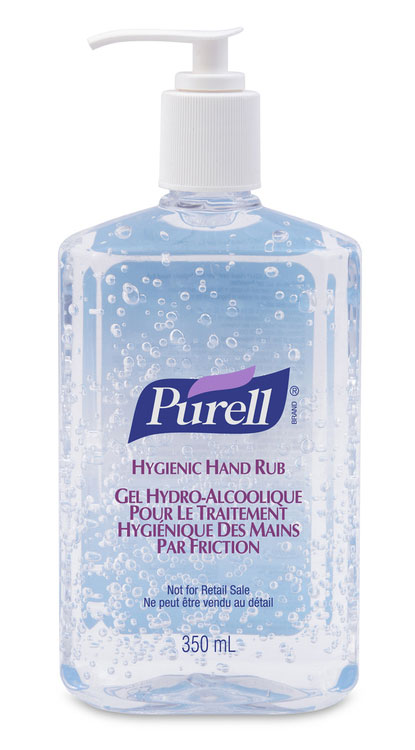 Purell
®
BRAND
HYGIENIC HAND RUB
GEL HYDRO-ALCOOLIQUE
POUR LE TRAITEMENT
HYGIÉNIQUE DES MAINS
PAR FRICTION
Not for Retail Sale
Ne peut être vendu au détail
350 mL